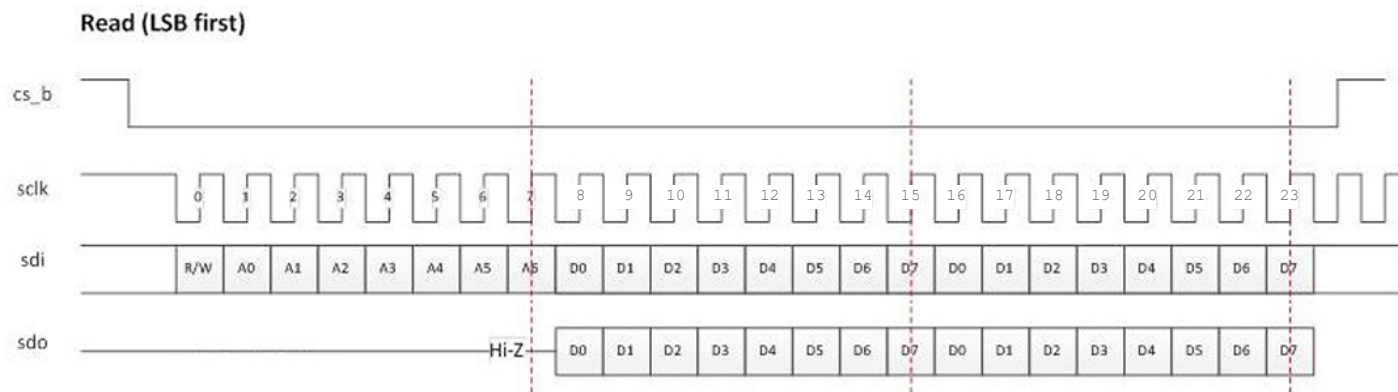 Read (LSB first)
cs_b
sclk 0 1 2 3 4 5 6 7 8 9 10 11 12 13 14 15 16 17 18 19 20 21 22 23
sdi R/W A0 A1 A2 A3 A4 A5 A6 D0 D1 D2 D3 D4 D5 D6 D7 D0 D1 D2 D3 D4 D5 D6 D7
sdo Hi-Z D0 D1 D2 D3 D4 D5 D6 D7 D0 D1 D2 D3 D4 D5 D6 D7